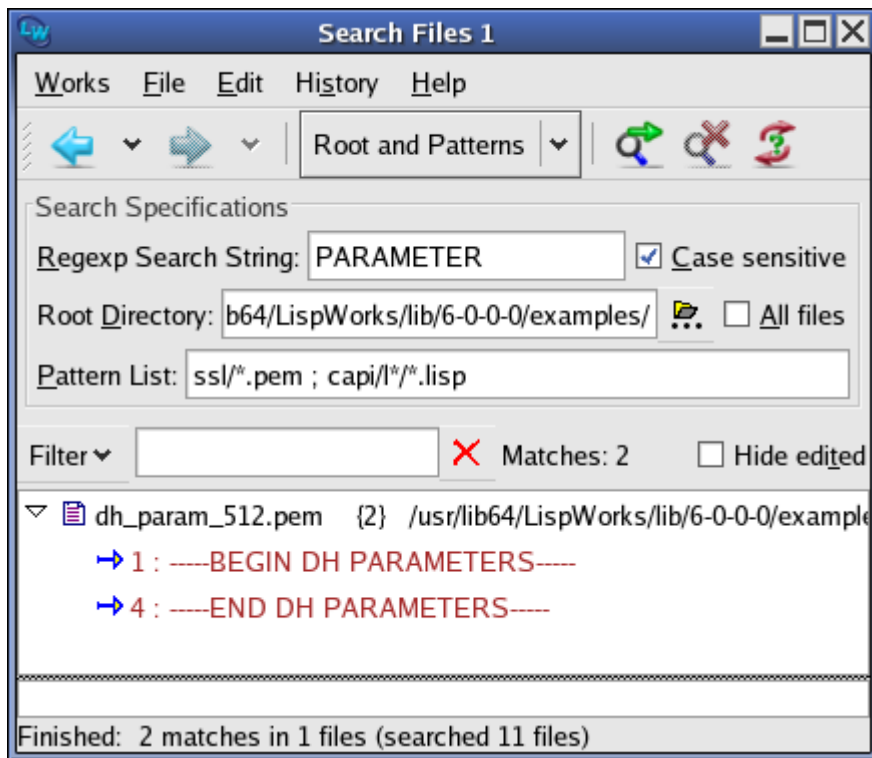 LW Search Files 1
Works File Edit History Help
Root and Patterns
Search Specifications
Regexp Search String: PARAMETER Case sensitive
Root Directory: b64/LispWorks/lib/6-0-0-0/examples/ All files
Pattern List: ssl/*.pem ; capi/l*/*.lisp
Filter Matches: 2 Hide edited
dh_param_512.pem {2} /usr/lib64/LispWorks/lib/6-0-0-0/example
1 : -----BEGIN DH PARAMETERS-----
4 : -----END DH PARAMETERS-----
Finished: 2 matches in 1 files (searched 11 files)